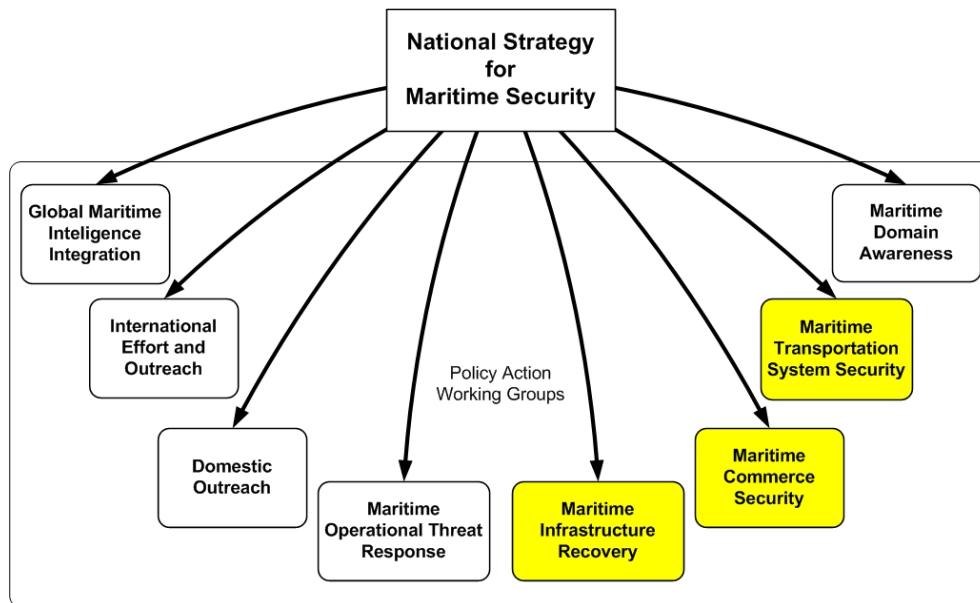 National Strategy
for
Maritime Security
Global Maritime
Inteligence
Integration
Maritime
Domain
Awareness
International
Effort and
Outreach
Maritime
Transportation
System Security
Policy Action
Working Groups
Domestic
Outreach
Maritime
Commerce
Security
Maritime
Operational Threat
Response
Maritime
Infrastructure
Recovery